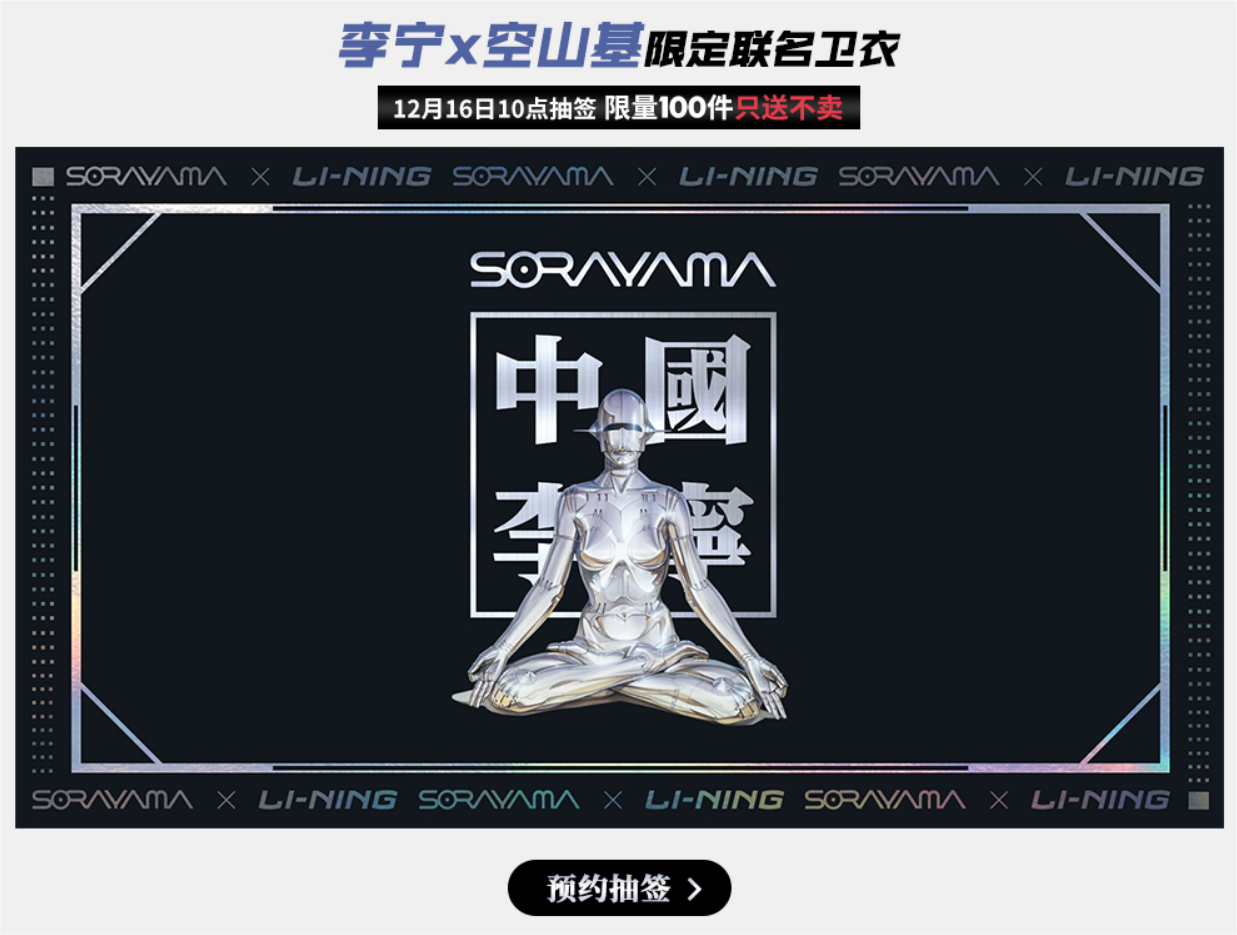 李宁x空山基限定联名卫衣
12月16日10点抽签 限量100件只送不卖
SORAYAMA × LI-NING SORAYAMA × LI-NING SORAYAMA × LI-NING
SORAYAMA
中國
李寧
SORAYAMA × LI-NING SORAYAMA × LI-NING SORAYAMA × LI-NING
预约抽签 >